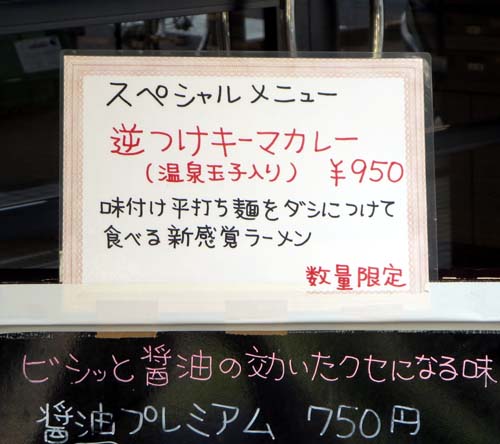 スペシャルメニュー
逆つけキーマカレー
(温泉玉子入り) ¥950
味付け平打ち麺をダシにつけて
食べる新感覚ラーメン
数量限定
ビシッと醤油の効いたクセになる味
醤油プレミアム 750円